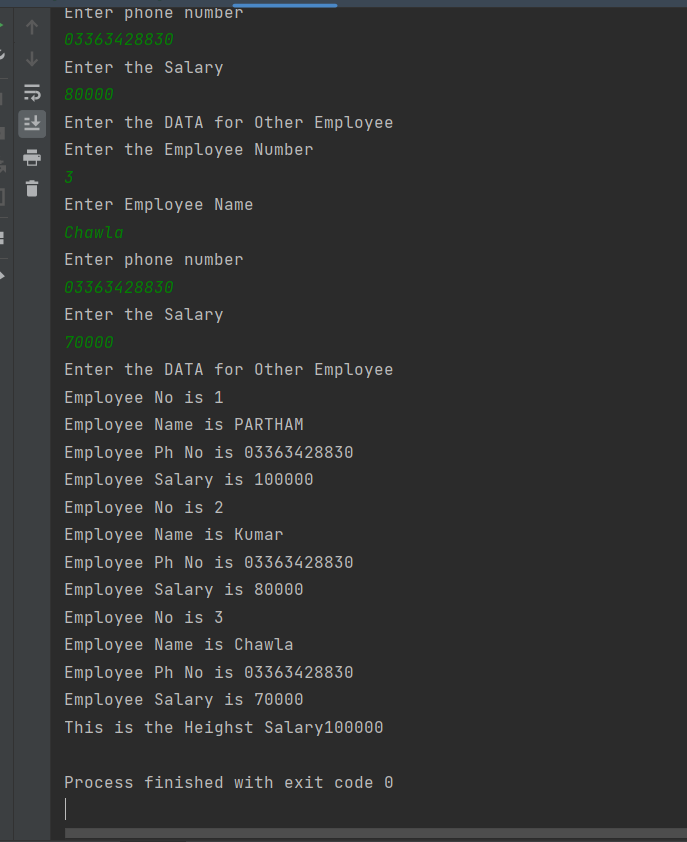 Enter phone number
03363428830
Enter the Salary
80000
Enter the DATA for Other Employee
Enter the Employee Number
3
Enter Employee Name
Chawla
Enter phone number
03363428830
Enter the Salary
70000
Enter the DATA for Other Employee
Employee No is 1
Employee Name is PARTHAM
Employee Ph No is 03363428830
Employee Salary is 100000
Employee No is 2
Employee Name is Kumar
Employee Ph No is 03363428830
Employee Salary is 80000
Employee No is 3
Employee Name is Chawla
Employee Ph No is 03363428830
Employee Salary is 70000
This is the Heighst Salary100000
Process finished with exit code 0